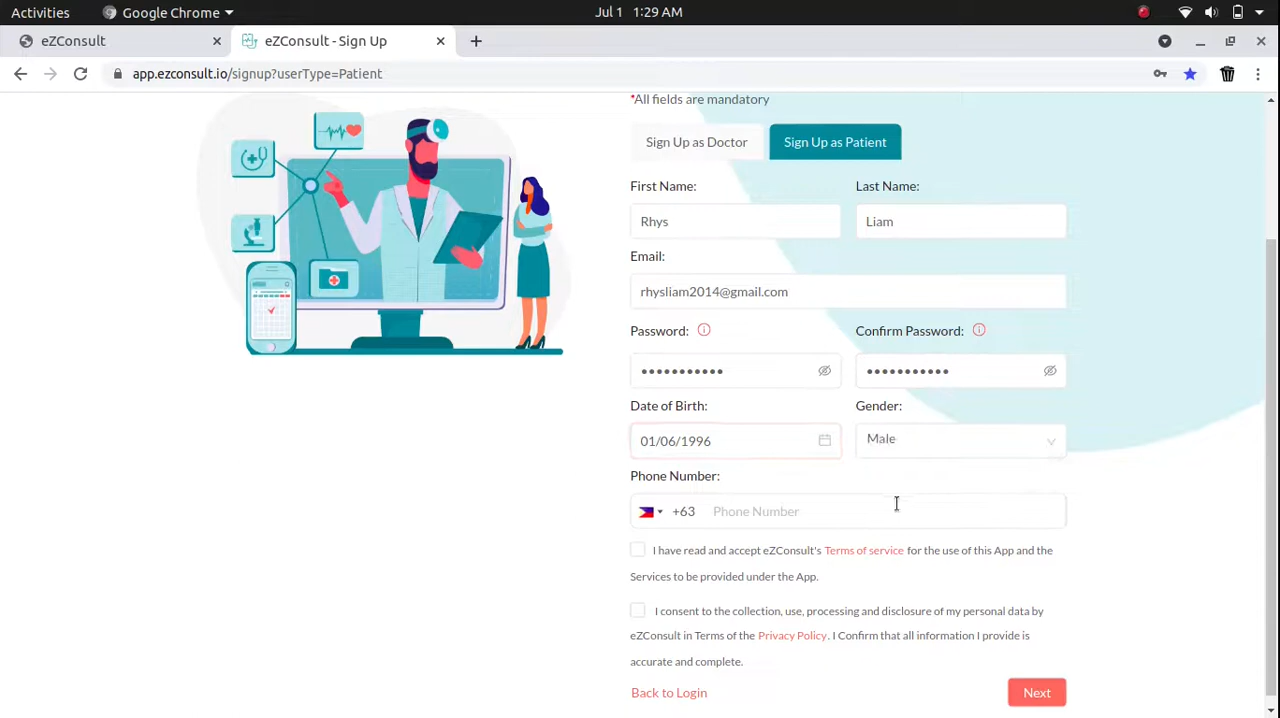 Activities Google Chrome Jul 1 1:29 AM
eZConsult eZConsult - Sign Up
app.ezconsult.io/signup?userType=Patient
*All fields are mandatory
Sign Up as Doctor Sign Up as Patient
First Name: Last Name:
Rhys Liam
Email:
rhysliam2014@gmail.com
Password: Confirm Password:
••••••••••• •••••••••••
Date of Birth: Gender:
01/06/1996 Male
Phone Number:
+63 Phone Number
I have read and accept eZConsult's Terms of service for the use of this App and the
Services to be provided under the App.
I consent to the collection, use, processing and disclosure of my personal data by
eZConsult in Terms of the Privacy Policy. I Confirm that all information I provide is
accurate and complete.
Back to Login Next